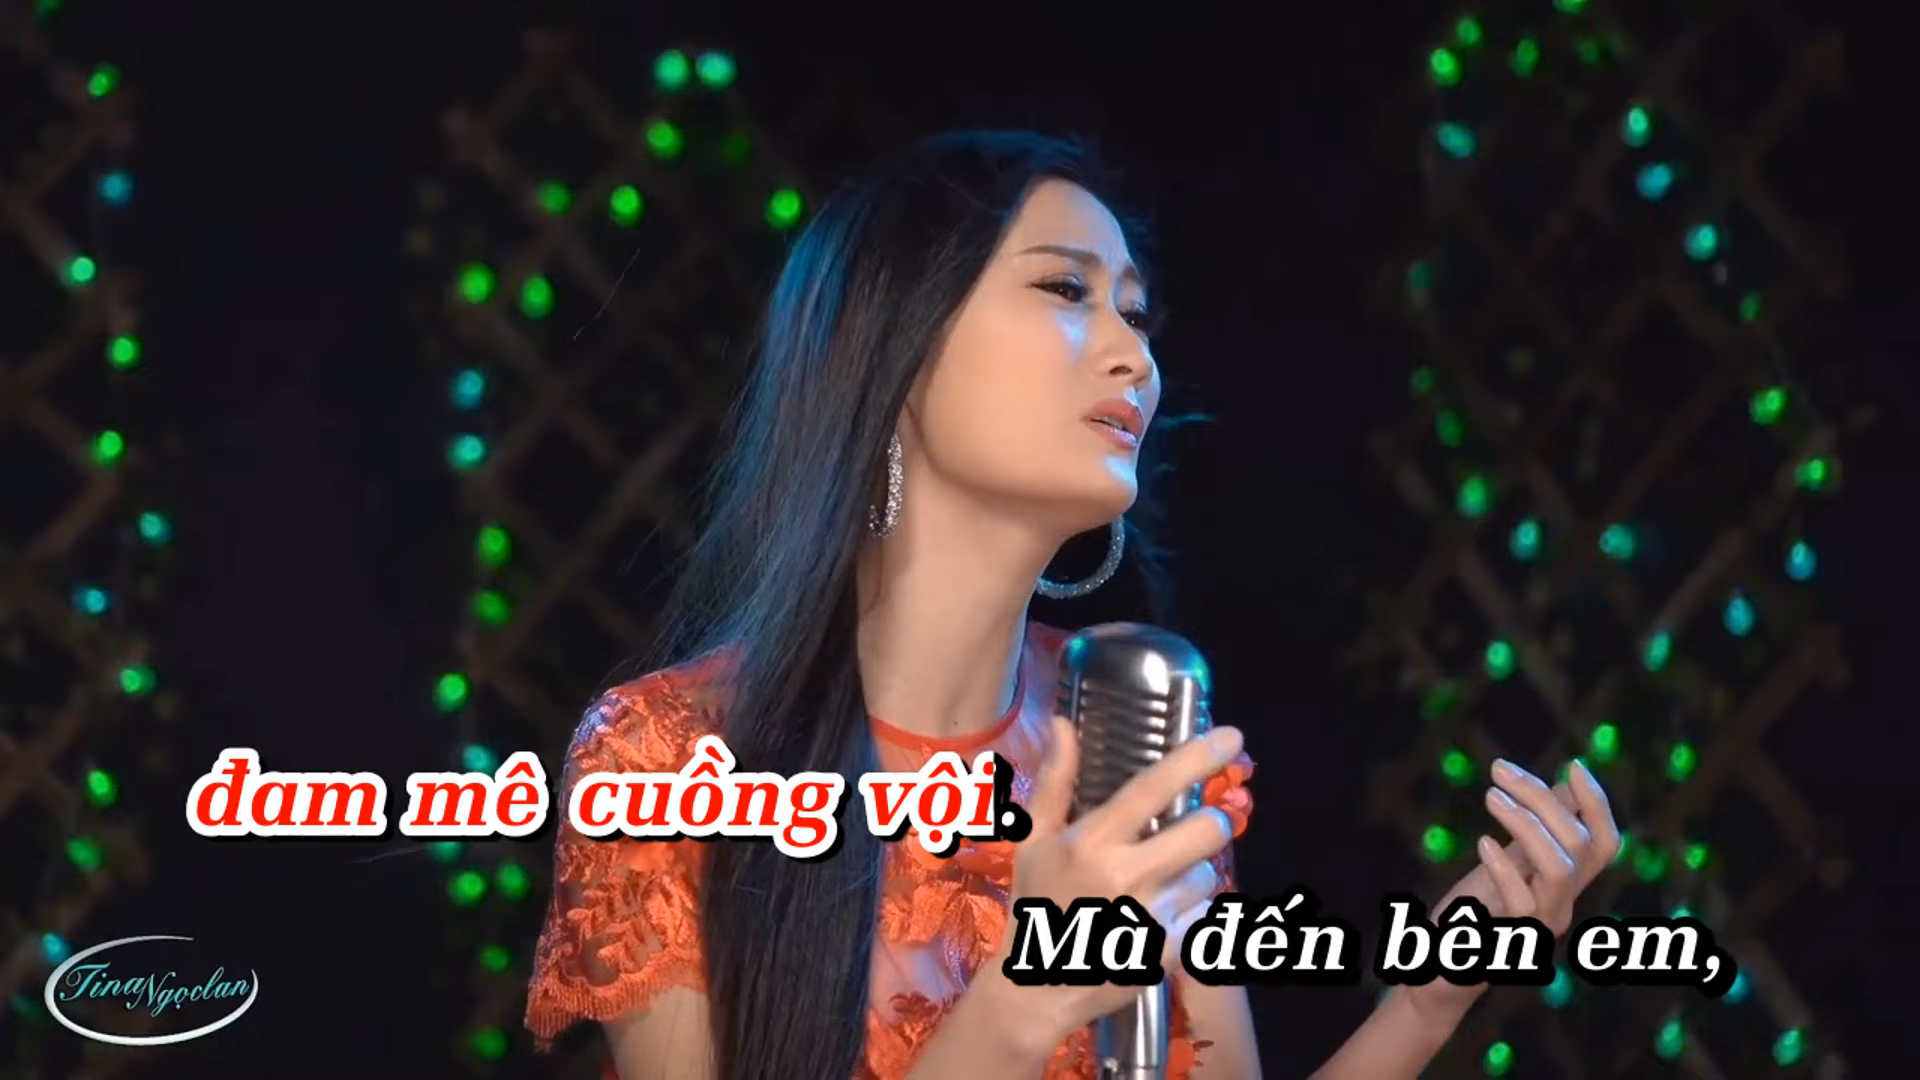 đam mê cuồng vội.
Mà đến bên em,
TinaNgọclan